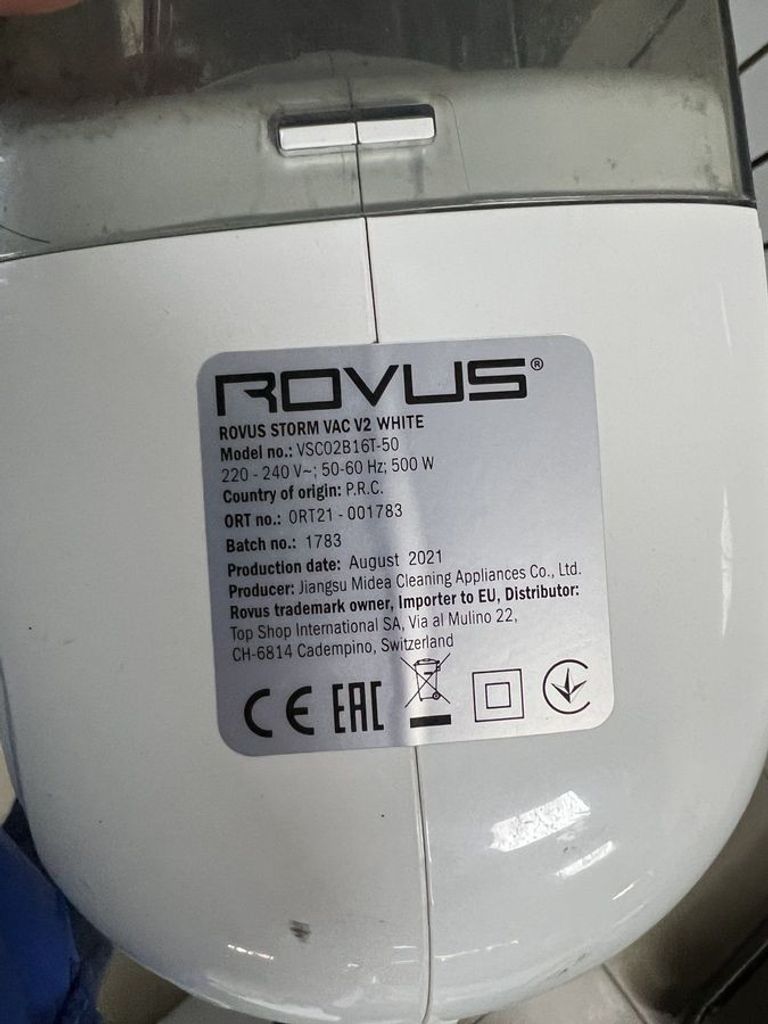 ROVUS®
ROVUS STORM VAC V2 WHITE
Model no.: VSC02B16T-50
220 - 240 V~; 50-60 Hz; 500 W
Country of origin: P.R.C.
ORT no.: ORT21 - 001783
Batch no.: 1783
Production date: August 2021
Producer: Jiangsu Midea Cleaning Appliances Co., Ltd.
Rovus trademark owner, Importer to EU, Distributor:
Top Shop International SA, Via al Mulino 22,
CH-6814 Cadempino, Switzerland
CE EAC